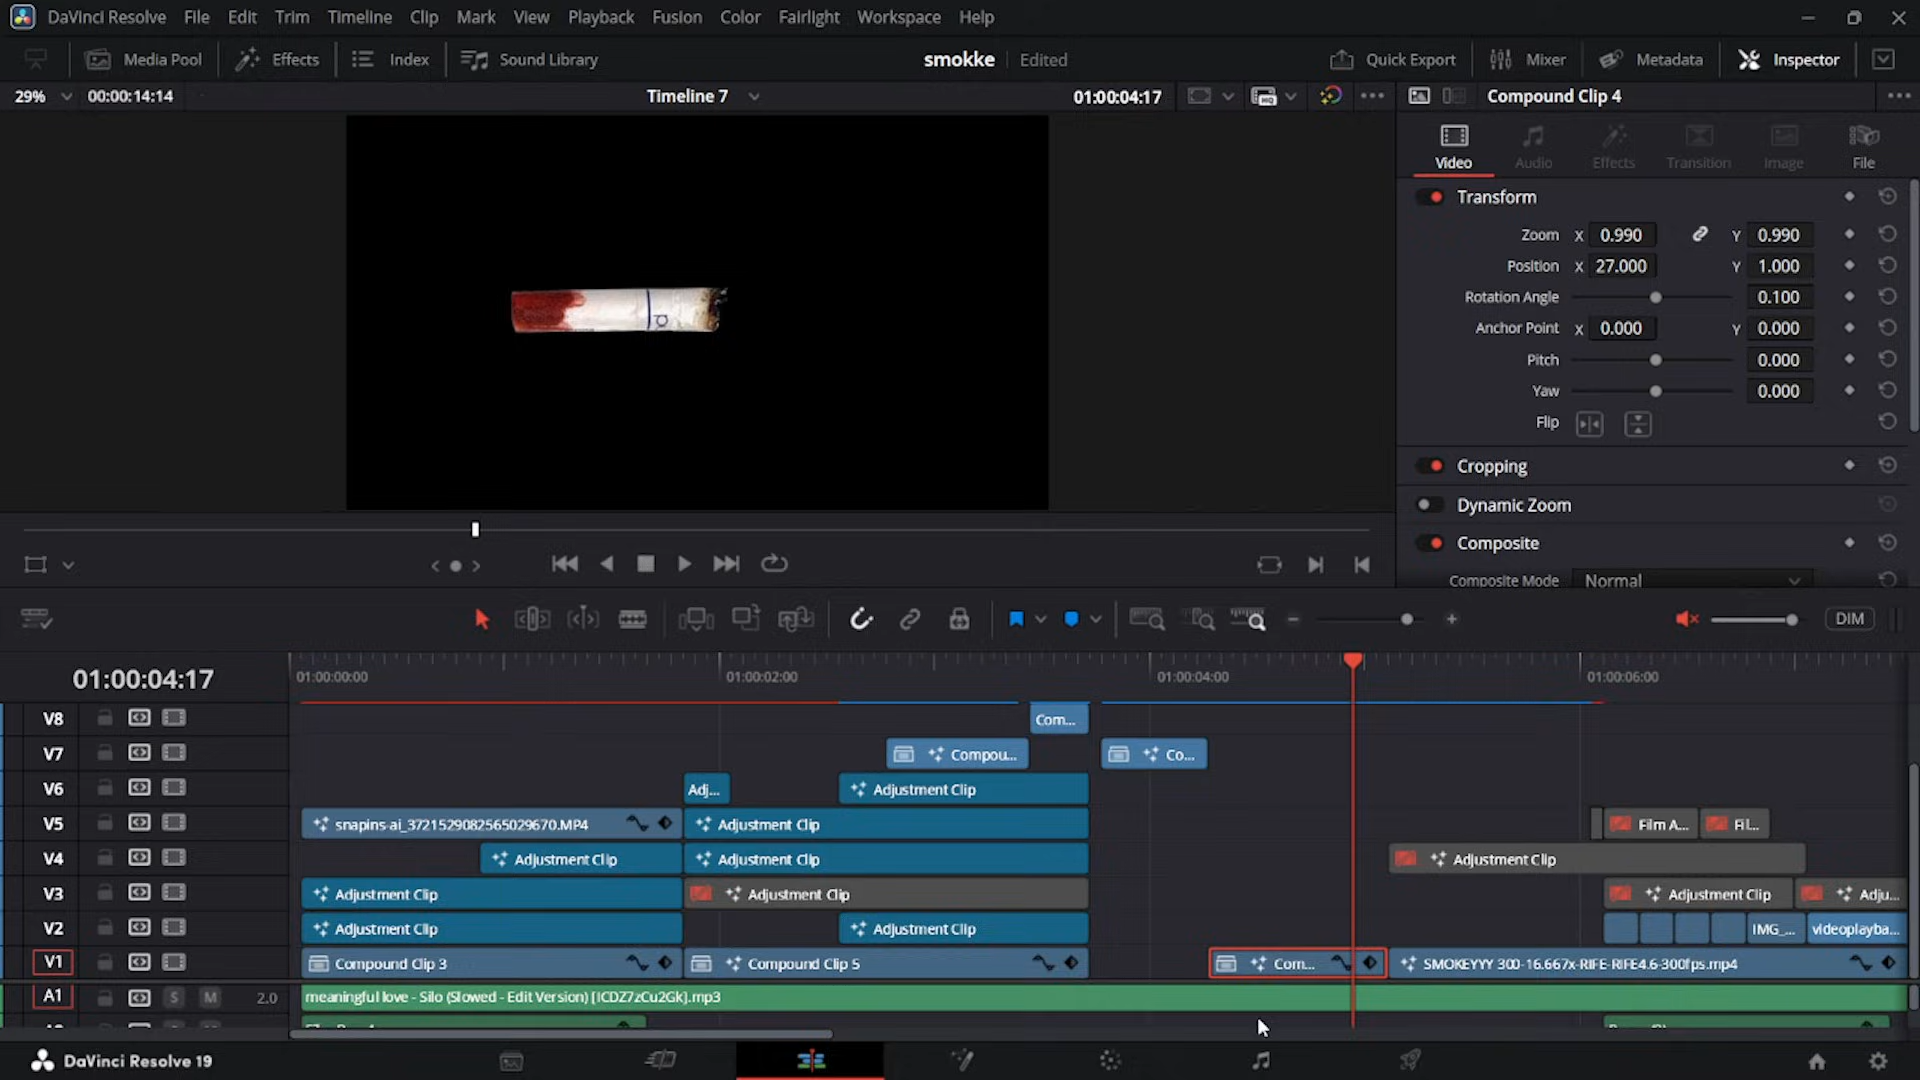 DaVinci Resolve File Edit Trim Timeline Clip Mark View Playback Fusion Color Fairlight Workspace Help
Media Pool Effects Index Sound Library smokke Edited Quick Export Mixer Metadata Inspector
29% 00:00:14:14 Timeline 7 01:00:04:17 HQ Compound Clip 4
Video Audio Effects Transition Image File
Transform
Zoom X 0.990 Y 0.990
Position X 27.000 Y 1.000
Rotation Angle 0.100
Anchor Point X 0.000 Y 0.000
Pitch 0.000
Yaw 0.000
Flip
Cropping
Dynamic Zoom
Composite
Composite Mode Normal
DIM
01:00:04:17 01:00:00:00 01:00:02:00 01:00:04:00 01:00:06:00
V8 Com...
V7 Compou... Co...
V6 Adj... Adjustment Clip
V5 snapins-ai_3721529082565029670.MP4 Adjustment Clip Film A... Fil...
V4 Adjustment Clip Adjustment Clip Adjustment Clip
V3 Adjustment Clip Adjustment Clip Adjustment Clip Adju...
V2 Adjustment Clip Adjustment Clip IMG_... videoplayba...
V1 Compound Clip 3 Compound Clip 5 Com... SMOKEYYY 300-16.667x-RIFE-RIFE4.6-300fps.mp4
A1 S M 2.0 meaningful love - Silo (Slowed - Edit Version) [ICDZ7zCu2Gk].mp3
DaVinci Resolve 19